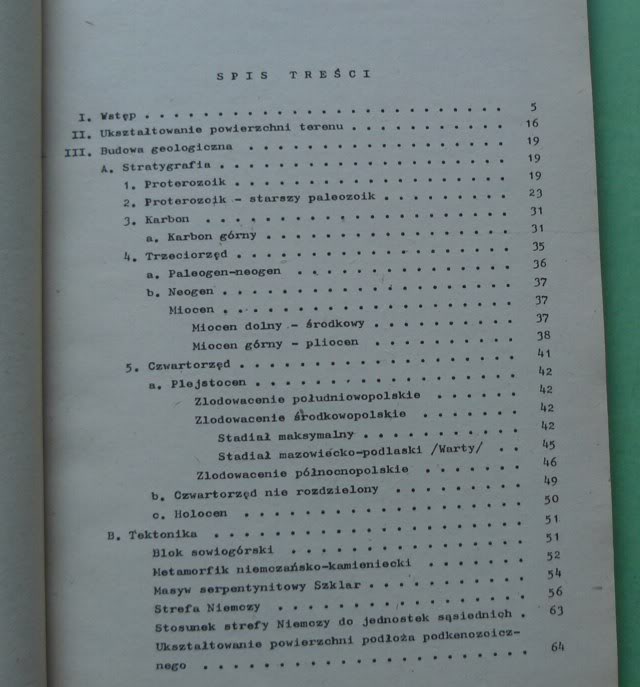 SPIS TREŚCI
I. Wstęp . . . . . . . . . . . . . . . . . . . . . . . 5
II. Ukształtowanie powierzchni terenu . . . . . . . . . 16
III. Budowa geologiczna . . . . . . . . . . . . . . . . 19
A. Stratygrafia . . . . . . . . . . . . . . . . . . 19
1. Proterozoik . . . . . . . . . . . . . . . . . 19
2. Proterozoik - starszy paleozoik . . . . . . . . 23
3. Karbon . . . . . . . . . . . . . . . . . . . 31
a. Karbon górny . . . . . . . . . . . . . . . . 31
4. Trzeciorzęd . . . . . . . . . . . . . . . . . 35
a. Paleogen-neogen . . . . . . . . . . . . . . 36
b. Neogen . . . . . . . . . . . . . . . . . . 37
Miocen . . . . . . . . . . . . . . . . . . 37
Miocen dolny - środkowy . . . . . . . . . 37
Miocen górny - pliocen . . . . . . . . . . 38
5. Czwartorzęd . . . . . . . . . . . . . . . . . 41
a. Plejstocen . . . . . . . . . . . . . . . . 42
Zlodowacenie południowopolskie . . . . . . 42
Zlodowacenie środkowopolskie . . . . . . . 42
Stadiał maksymalny . . . . . . . . . . . 42
Stadiał mazowiecko-podlaski /Warty/ . . 45
Zlodowacenie północnopolskie . . . . . . . 46
b. Czwartorzęd nie rozdzielony . . . . . . . . 49
c. Holocen . . . . . . . . . . . . . . . . . 50
B. Tektonika . . . . . . . . . . . . . . . . . . . 51
Blok sowiogórski . . . . . . . . . . . . . . . 51
Metamorfik niemczańsko-kamieniecki . . . . . . . 52
Masyw serpentynitowy Szklar . . . . . . . . . . 54
Strefa Niemczy . . . . . . . . . . . . . . . . 56
Stosunek strefy Niemczy do jednostek sąsiednich . 63
Ukształtowanie powierzchni podłoża podkenozoicz-
nego . . . . . . . . . . . . . . . . . . . . . 64